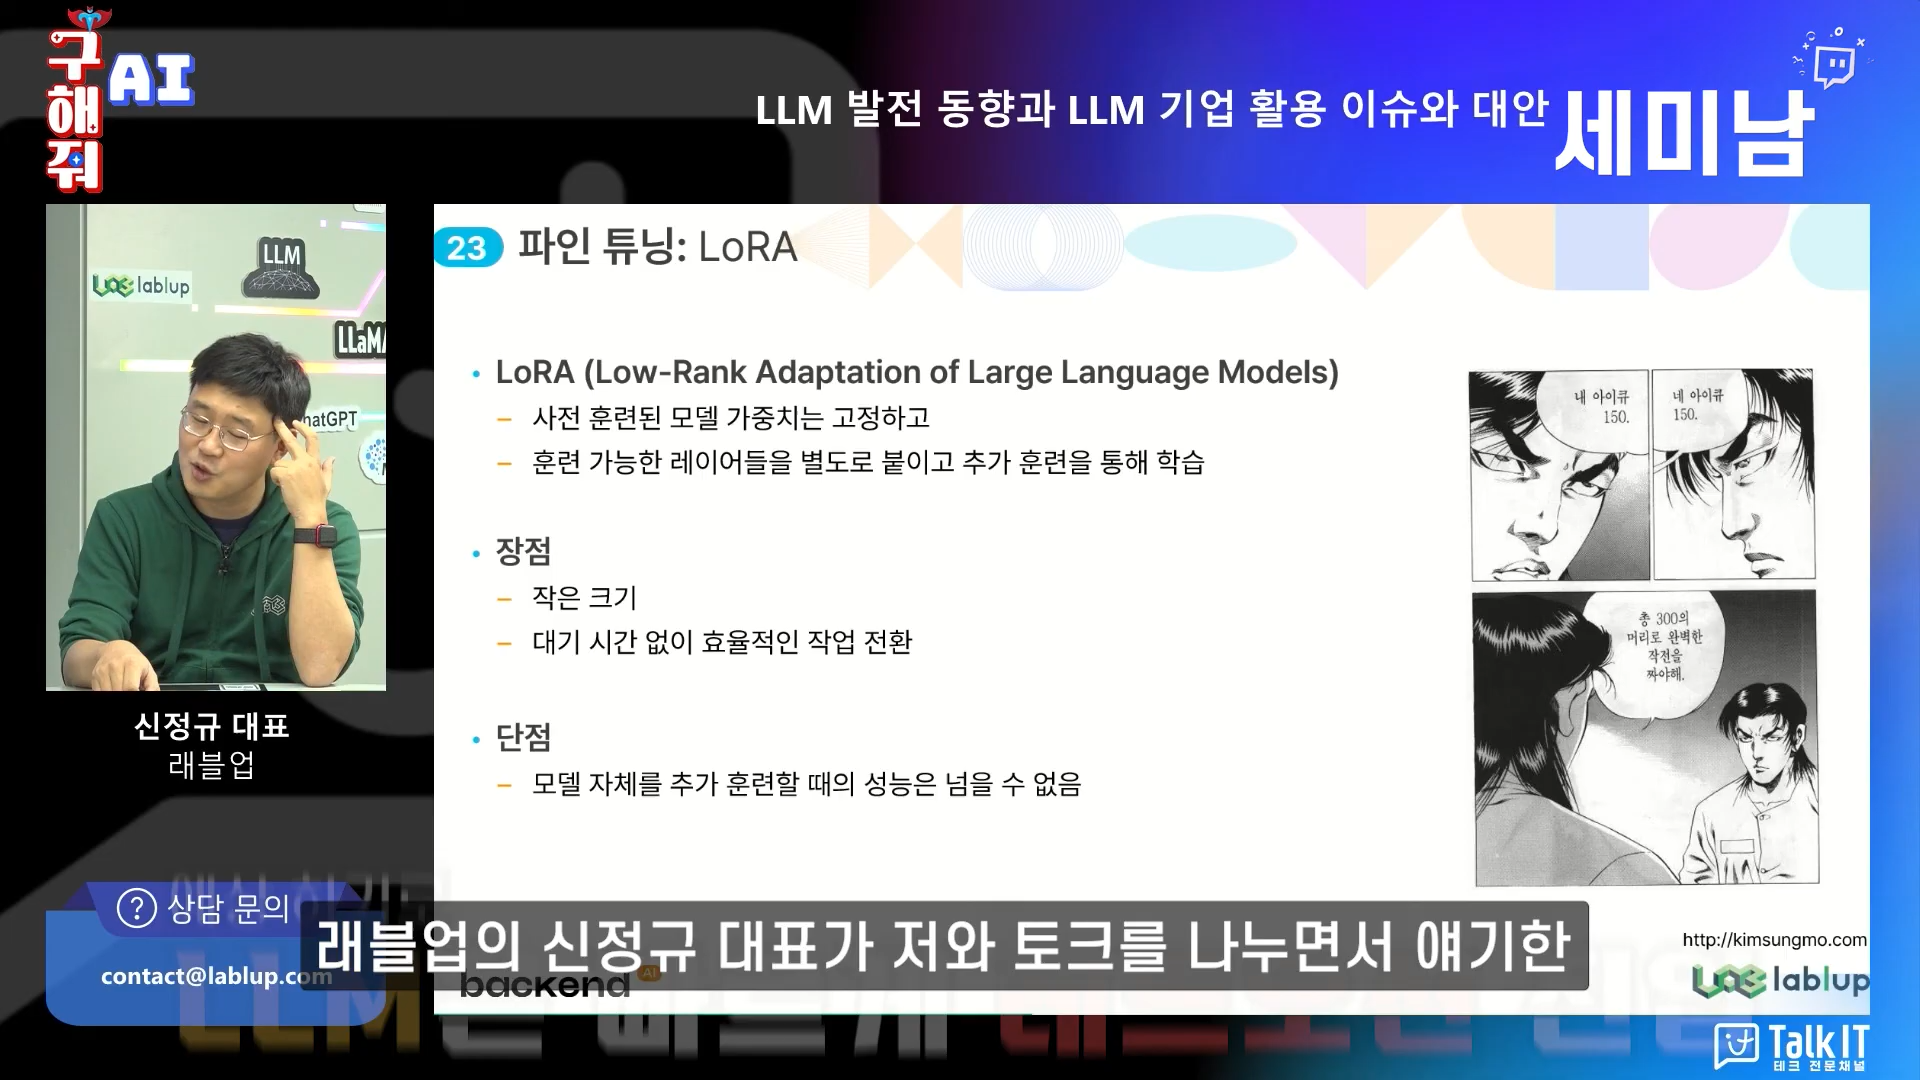 구해줘
AI
LLM 발전 동향과 LLM 기업 활용 이슈와 대안
세미남
lablup
LLM
LLaMA
hatGPT
신정규 대표
래블업
23 파인 튜닝: LoRA
• LoRA (Low-Rank Adaptation of Large Language Models)
– 사전 훈련된 모델 가중치는 고정하고
– 훈련 가능한 레이어들을 별도로 붙이고 추가 훈련을 통해 학습
• 장점
– 작은 크기
– 대기 시간 없이 효율적인 작업 전환
• 단점
– 모델 자체를 추가 훈련할 때의 성능은 넘을 수 없음
내 아이큐
150.
네 아이큐
150.
총 300의
머리로 완벽한
작전을
짜야해.
? 상담 문의
contact@lablup.com
래블업의 신정규 대표가 저와 토크를 나누면서 얘기한
backend AI
http://kimsungmo.com
lablup
TalkIT
테크 전문채널